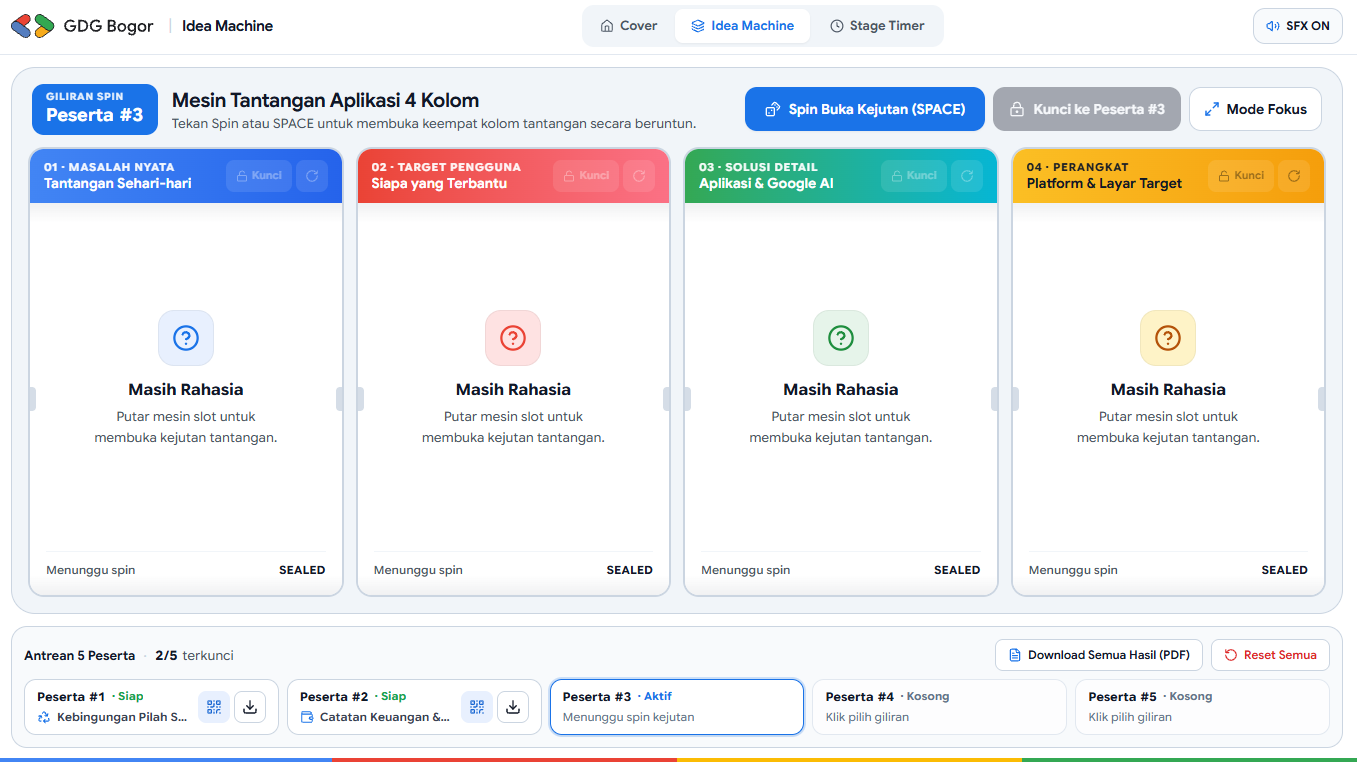 GDG Bogor | Idea Machine
Cover
Idea Machine
Stage Timer
SFX ON
GILIRAN SPIN
Peserta #3
Mesin Tantangan Aplikasi 4 Kolom
Tekan Spin atau SPACE untuk membuka keempat kolom tantangan secara beruntun.
Spin Buka Kejutan (SPACE)
Kunci ke Peserta #3
Mode Fokus
01 · MASALAH NYATA
Tantangan Sehari-hari
Kunci
02 · TARGET PENGGUNA
Siapa yang Terbantu
Kunci
03 · SOLUSI DETAIL
Aplikasi & Google AI
Kunci
04 · PERANGKAT
Platform & Layar Target
Kunci
Masih Rahasia
Putar mesin slot untuk
membuka kejutan tantangan.
Menunggu spin
SEALED
Masih Rahasia
Putar mesin slot untuk
membuka kejutan tantangan.
Menunggu spin
SEALED
Masih Rahasia
Putar mesin slot untuk
membuka kejutan tantangan.
Menunggu spin
SEALED
Masih Rahasia
Putar mesin slot untuk
membuka kejutan tantangan.
Menunggu spin
SEALED
Antrean 5 Peserta · 2/5 terkunci
Download Semua Hasil (PDF)
Reset Semua
Peserta #1 · Siap
Kebingungan Pilah S...
Peserta #2 · Siap
Catatan Keuangan &...
Peserta #3 · Aktif
Menunggu spin kejutan
Peserta #4 · Kosong
Klik pilih giliran
Peserta #5 · Kosong
Klik pilih giliran